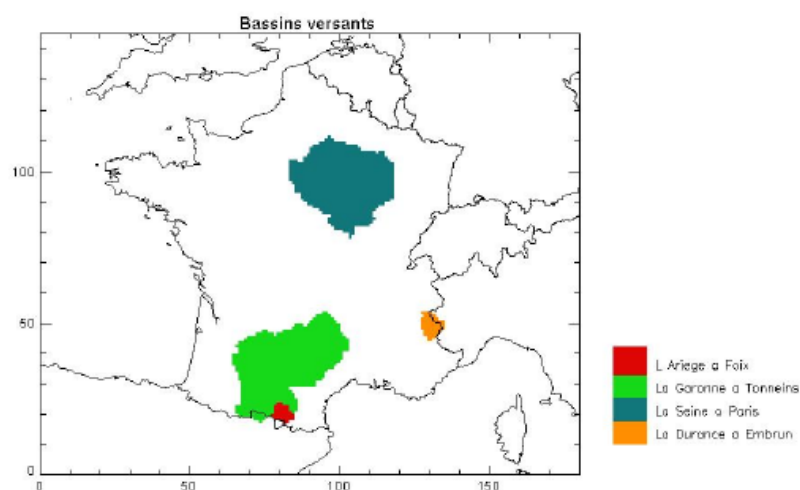 Bassins versants
100
50
0
0 50 100 150
L Ariege a Foix
La Garonne a Tonneins
La Seine a Paris
La Durance a Embrun